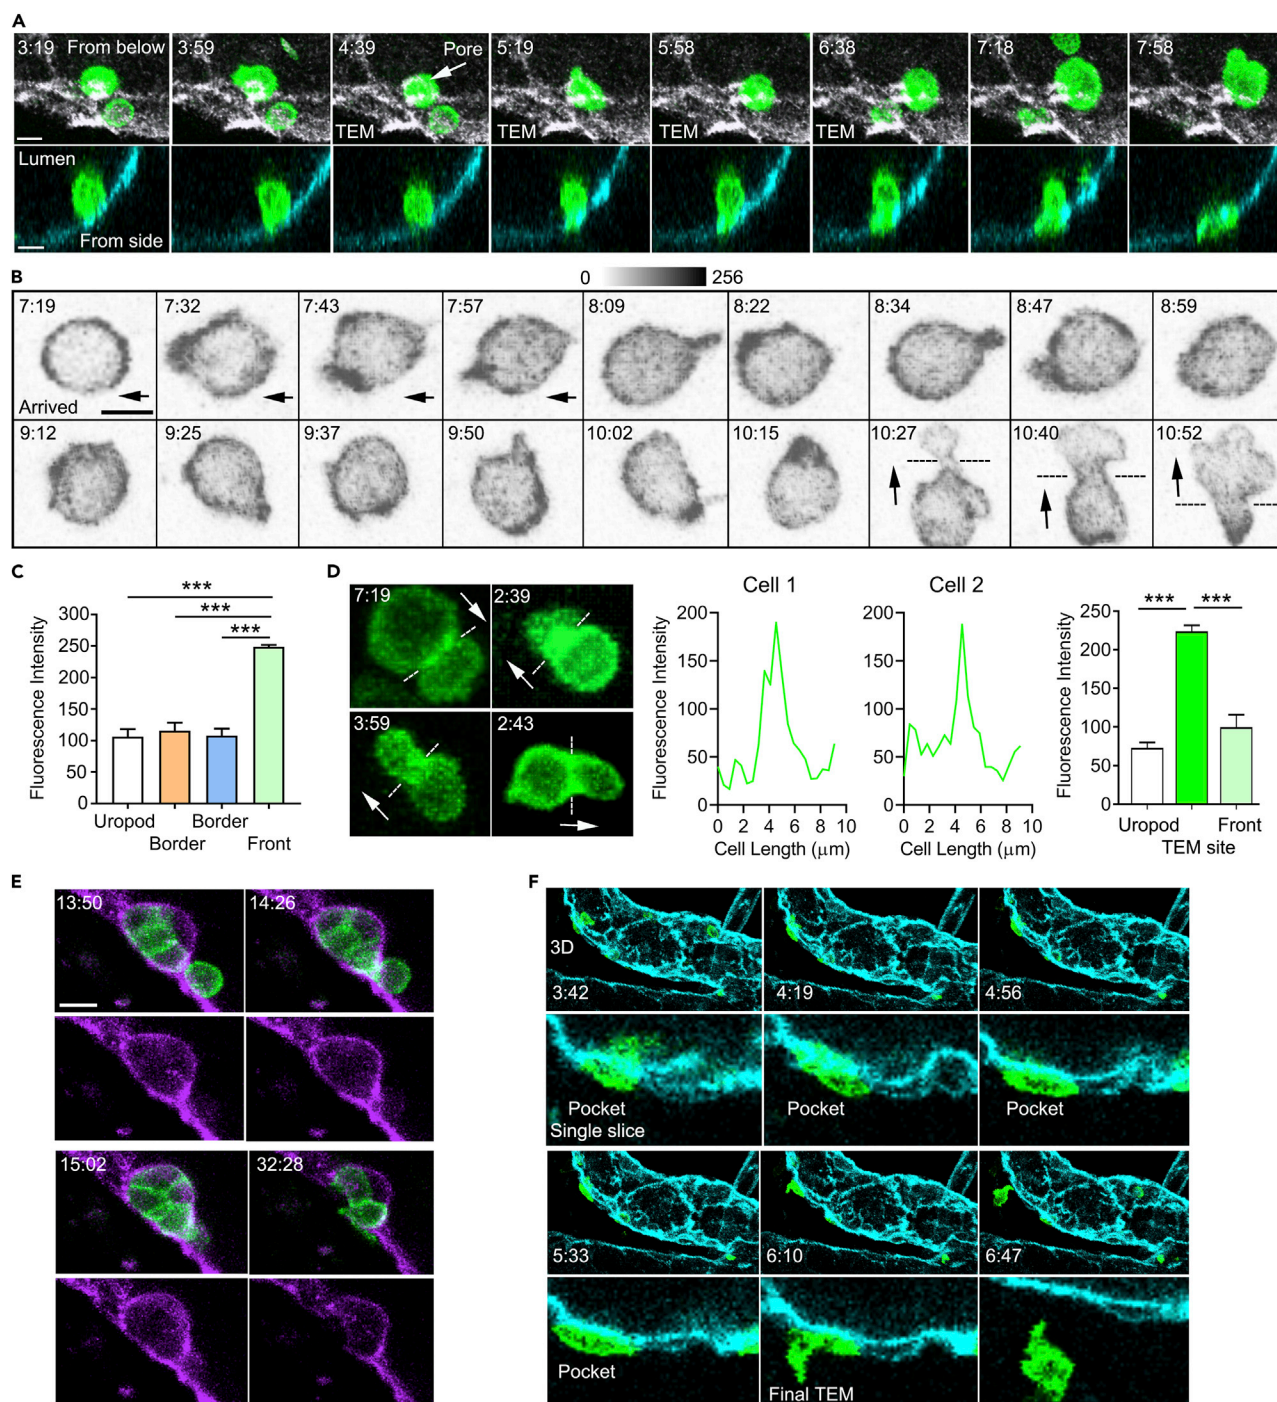 A
3:19 From below
3:59
4:39 Pore
TEM
5:19
TEM
5:58
TEM
6:38
TEM
7:18
7:58
Lumen
From side
B
0 256
7:19
Arrived
7:32
7:43
7:57
8:09
8:22
8:34
8:47
8:59
9:12
9:25
9:37
9:50
10:02
10:15
10:27
10:40
10:52
C
***
***
***
Fluorescence Intensity
300
250
200
150
100
50
0
Uropod
Border
Border
Front
D
7:19
2:39
3:59
2:43
Cell 1
Fluorescence Intensity
200
150
100
50
0
0 2 4 6 8 10
Cell Length (μm)
Cell 2
200
150
100
50
0
0 2 4 6 8 10
Cell Length (μm)
*** ***
Fluorescence Intensity
250
200
150
100
50
0
Uropod Front
TEM site
E
13:50
14:26
15:02
32:28
F
3D
3:42
4:19
4:56
Pocket
Single slice
Pocket
Pocket
5:33
6:10
6:47
Pocket
Final TEM